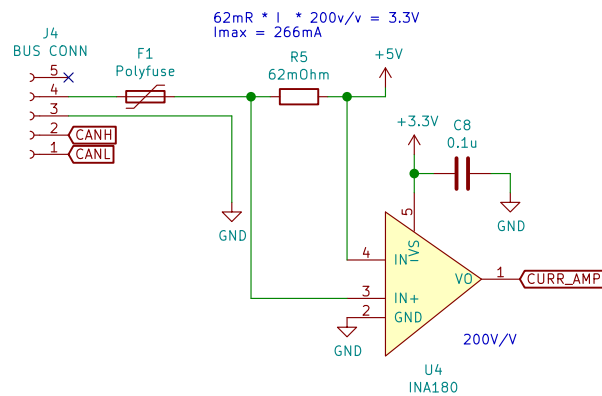 62mR * I * 200v/v = 3.3V
Imax = 266mA
J4
BUS CONN
5
4
3
2
1
CANH
CANL
F1
Polyfuse
R5
62mOhm
+5V
+3.3V
C8
0.1u
GND
GND
5
VS
4
IN-
3
IN+
2
GND
GND
VO
1
CURR_AMP
200V/V
U4
INA180